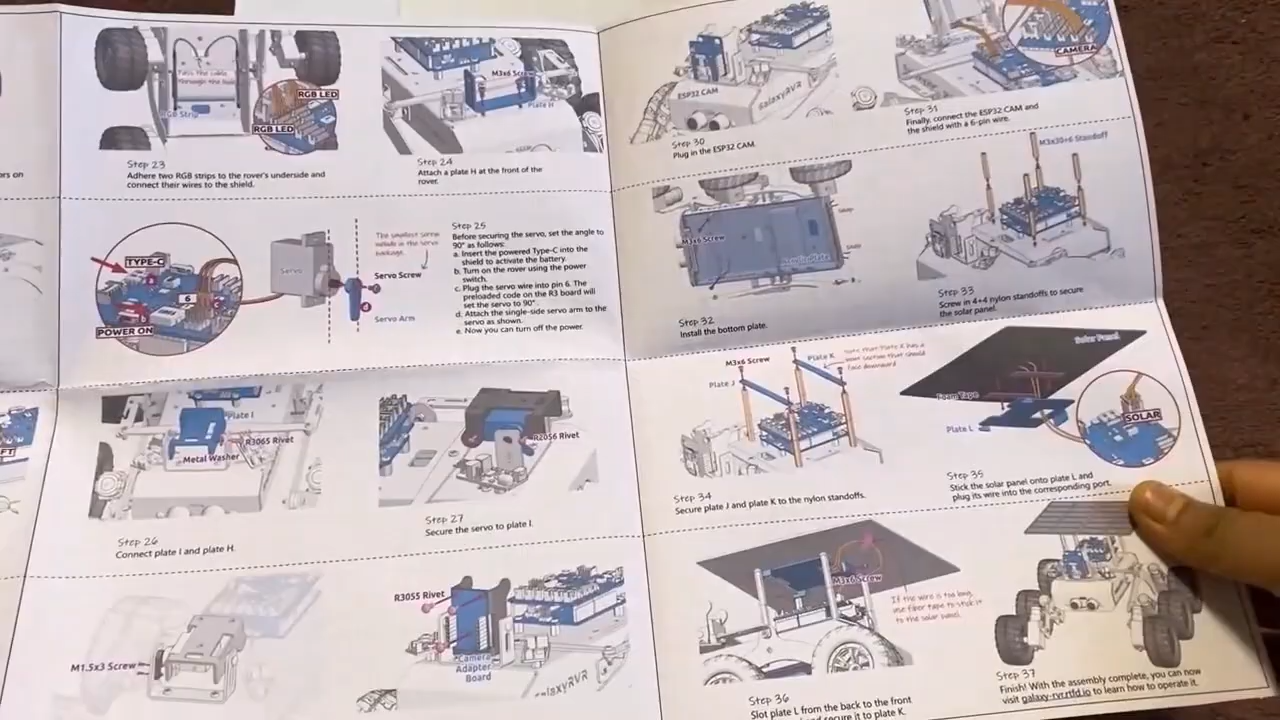 ors on
FT
Pass the cable
through the hole
RGB Strip
RGB LED
RGB LED
Step 23
Adhere two RGB strips to the rover's underside and
connect their wires to the shield.
M3x6 Screw
Plate H
Step 24
Attach a plate H at the front of the
rover.
TYPE-C
6
POWER ON
Servo
The smallest screw
include in the servo
package.
Servo Screw
Servo Arm
Step 25
Before securing the servo, set the angle to
90° as follows:
a. Insert the powered Type-C into the
shield to activate the battery.
b. Turn on the rover using the power
switch.
c. Plug the servo wire into pin 6. The
preloaded code on the R3 board will
set the servo to 90°.
d. Attach the single-side servo arm to the
servo as shown.
e. Now you can turn off the power.
Plate I
R3065 Rivet
Metal Washer
Step 26
Connect plate I and plate H.
R2056 Rivet
Step 27
Secure the servo to plate I.
M1.5x3 Screw
R3055 Rivet
Camera
Adapter
Board
GalaxyRVR
ESP32 CAM
GalaxyRVR
Step 30
Plug in the ESP32 CAM.
CAMERA
Step 31
Finally, connect the ESP32 CAM and
the shield with a 6-pin wire.
M3x6 Screw
Step 32
Install the bottom plate.
M3x30+6 Standoff
Step 33
Screw in 4+4 nylon standoffs to secure
the solar panel.
M3x6 Screw
Plate K
Plate J
Note that Plate K has a
face downward
Step 34
Secure plate J and plate K to the nylon standoffs.
Solar Panel
Foam Tape
Plate L
SOLAR
Step 35
Stick the solar panel onto plate L and
plug its wire into the corresponding port.
M3x6 Screw
If the wire is too long,
use fiber tape to stick it
to the solar panel.
Step 36
Slot plate L from the back to the front
secure it to plate K.
Step 37
Finish! With the assembly complete, you can now
visit galaxy-rvr.rtfd.io to learn how to operate it.